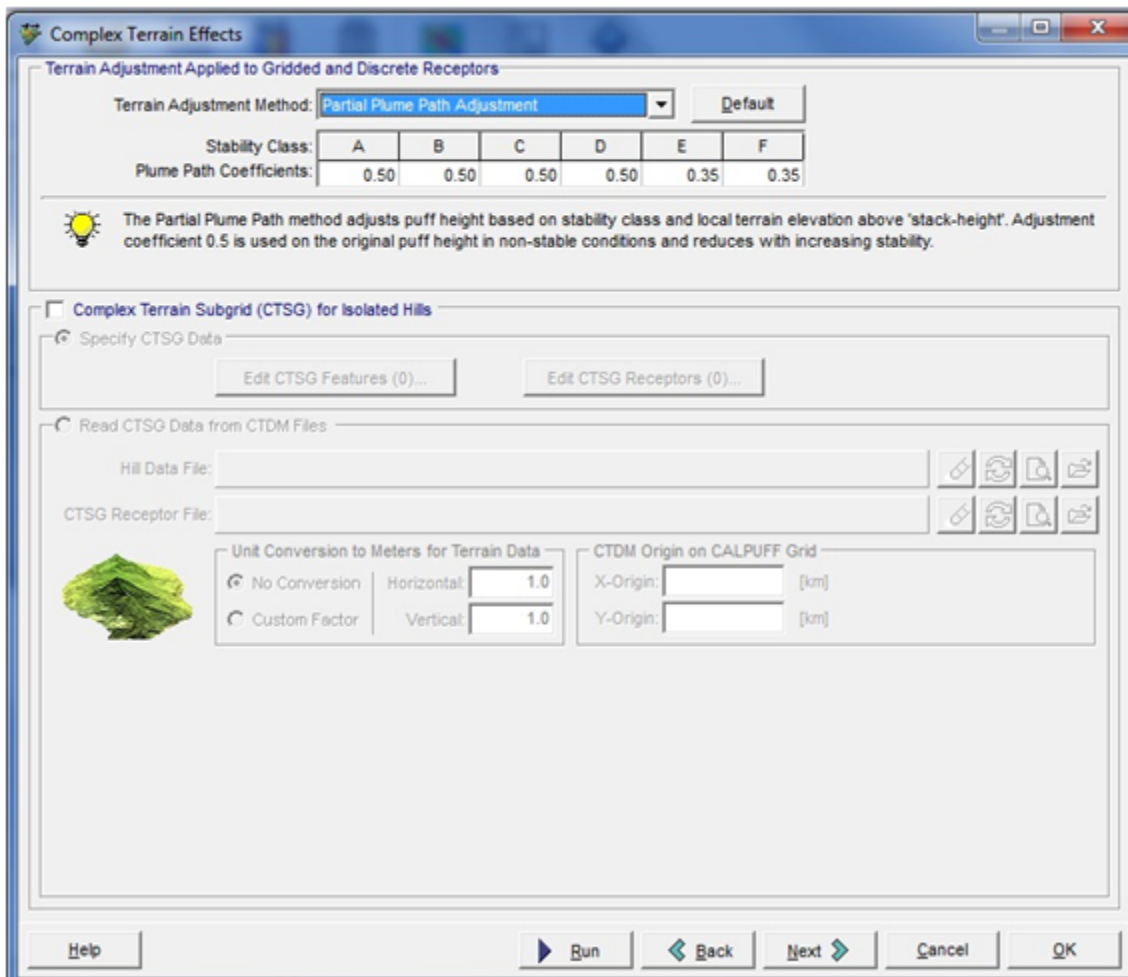 Complex Terrain Effects
Terrain Adjustment Applied to Gridded and Discrete Receptors
Terrain Adjustment Method: Partial Plume Path Adjustment Default
Stability Class: A B C D E F
Plume Path Coefficients: 0.50 0.50 0.50 0.50 0.35 0.35
The Partial Plume Path method adjusts puff height based on stability class and local terrain elevation above 'stack-height'. Adjustment
coefficient 0.5 is used on the original puff height in non-stable conditions and reduces with increasing stability.
Complex Terrain Subgrid (CTSG) for Isolated Hills
Specify CTSG Data
Edit CTSG Features (0)... Edit CTSG Receptors (0)...
Read CTSG Data from CTDM Files
Hill Data File:
CTSG Receptor File:
Unit Conversion to Meters for Terrain Data CTDM Origin on CALPUFF Grid
No Conversion Horizontal: 1.0 X-Origin: [km]
Custom Factor Vertical: 1.0 Y-Origin: [km]
Help Run Back Next Cancel OK